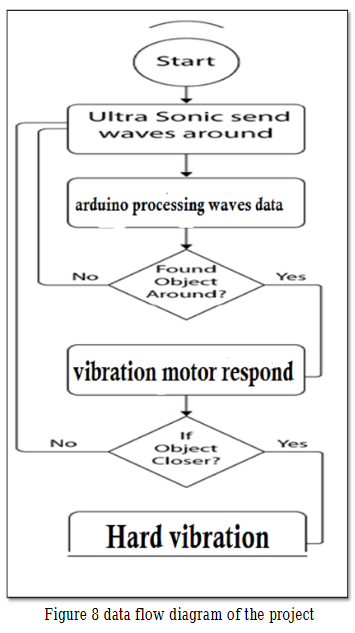 Start
Ultra Sonic send
waves around
arduino processing waves data
Found
Object
Around?
No
Yes
vibration motor respond
If
Object
Closer?
No
Yes
Hard vibration
Figure 8 data flow diagram of the project